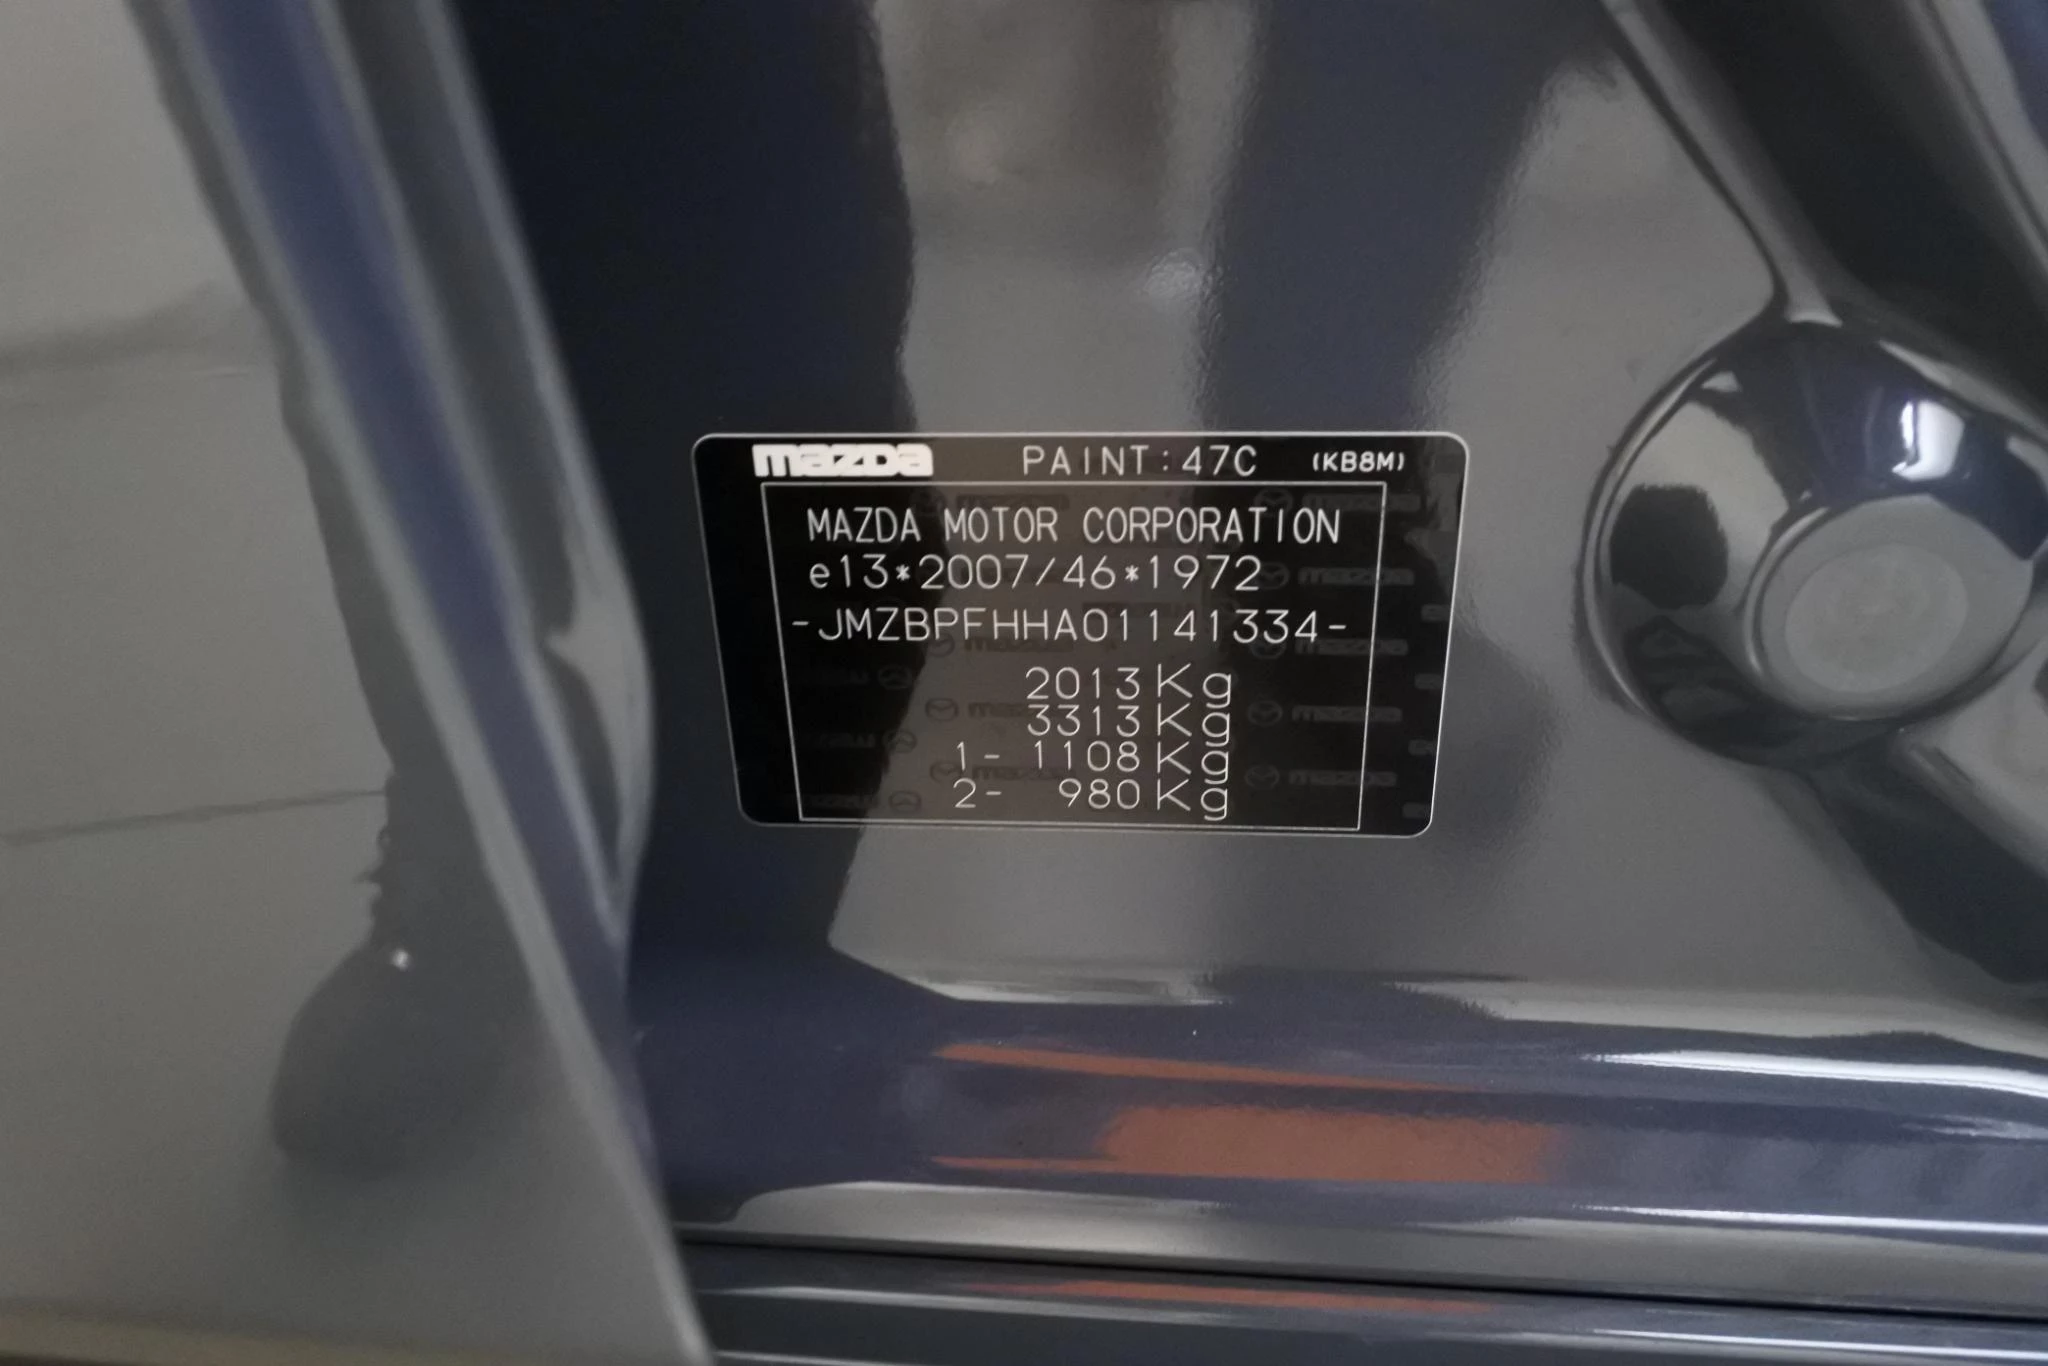 mazda PAINT:47C (KB8M)
MAZDA MOTOR CORPORATION
e13*2007/46*1972
-JMZBPFHHA01141334-
2013Kg
3313Kg
1- 1108Kg
2- 980Kg